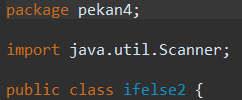 package pekan4;
import java.util.Scanner;
public class ifelse2 {